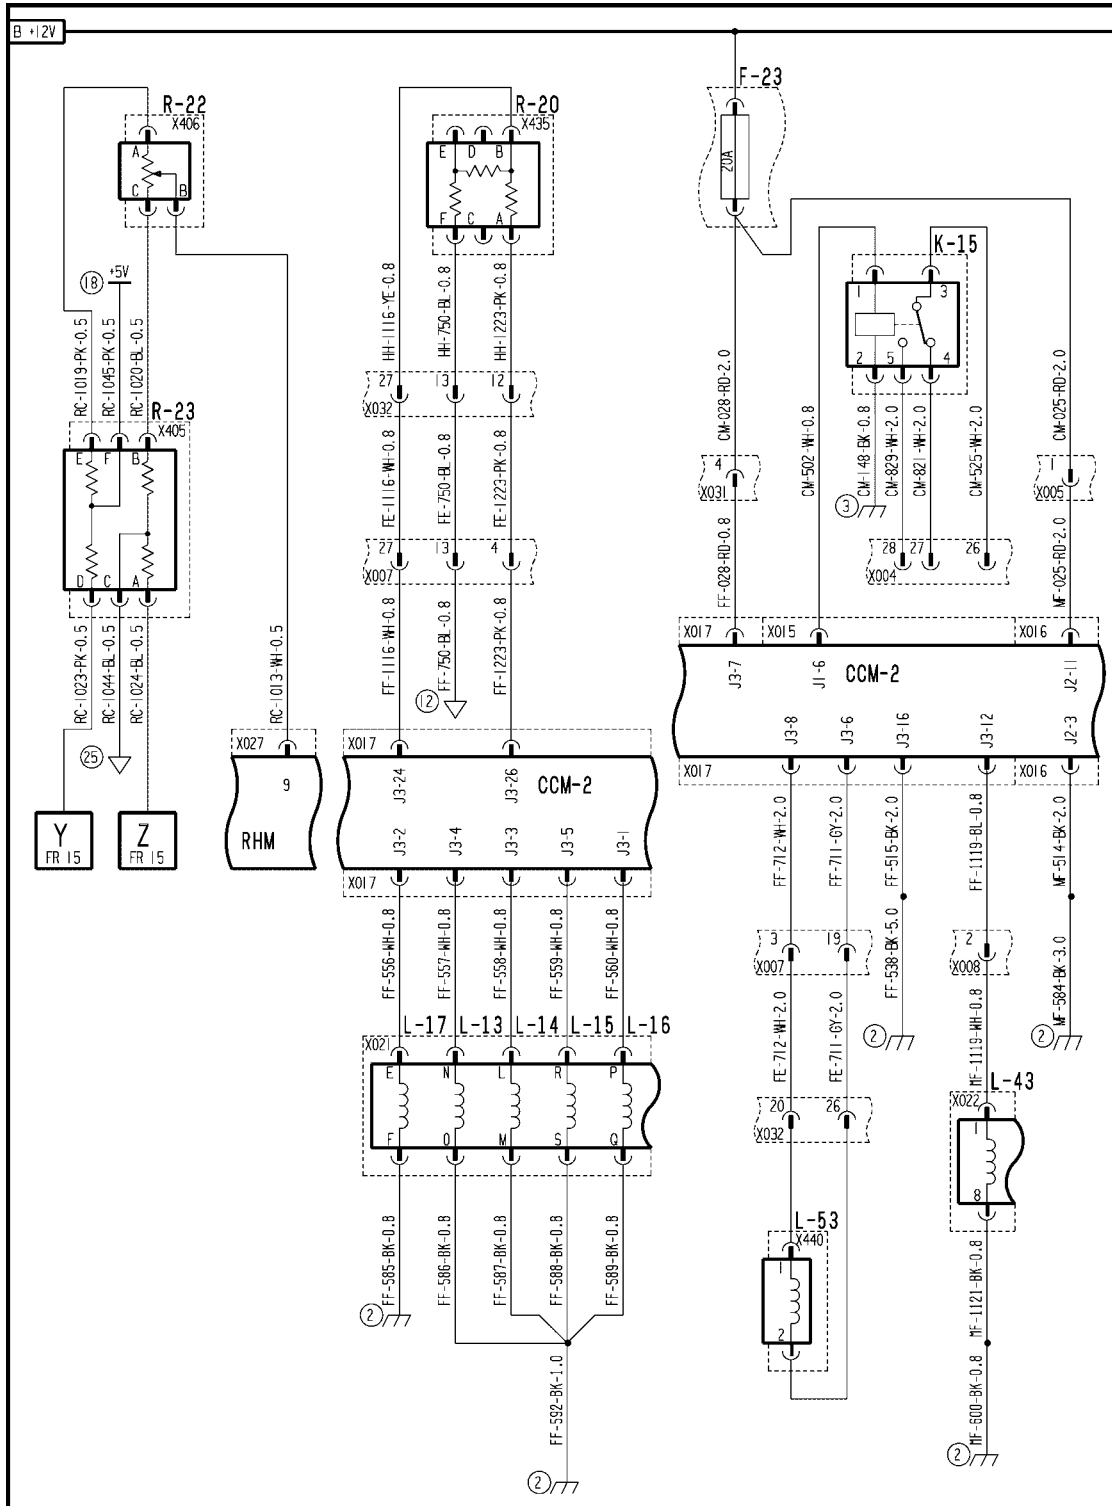 B +12V
F-23
20A
R-22
X406
A
C
B
R-20
X435
E
D
B
F
C
A
K-15
1
3
2
5
4
18
+5V
RC-1019-PK-0.5
RC-1045-PK-0.5
RC-1020-BL-0.5
HH-1116-YE-0.8
HH-750-BL-0.8
HH-1223-PK-0.8
27
13
12
X032
CM-028-RD-2.0
CM-502-WH-0.8
CM-148-BK-0.8
CM-829-WH-2.0
CM-821-WH-2.0
CM-525-WH-2.0
CM-025-RD-2.0
R-23
X405
E
F
B
D
C
A
4
X031
1
X005
3
FE-1116-WH-0.8
FE-750-BL-0.8
FE-1223-PK-0.8
27
13
4
X007
28
27
26
X004
FF-028-RD-0.8
MF-025-RD-2.0
RC-1023-PK-0.5
RC-1044-BL-0.5
RC-1024-BL-0.5
RC-1013-WH-0.5
FF-1116-WH-0.8
FF-750-BL-0.8
FF-1223-PK-0.8
12
25
X017
X015
X016
J3-7
J1-6
CCM-2
J2-11
J3-8
J3-6
J3-16
J3-12
J2-3
X017
X016
X027
9
RHM
X017
J3-24
J3-26
CCM-2
J3-2
J3-4
J3-3
J3-5
J3-1
X017
Y
FR 15
Z
FR 15
FF-712-WH-2.0
FF-711-GY-2.0
FF-515-BK-2.0
FF-1119-BL-0.8
MF-514-BK-2.0
3
19
X007
FF-538-BK-5.0
2
X008
MF-584-BK-3.0
FF-556-WH-0.8
FF-557-WH-0.8
FF-558-WH-0.8
FF-559-WH-0.8
FF-560-WH-0.8
L-17
L-13
L-14
L-15
L-16
X021
E
N
L
R
P
F
O
M
S
Q
FE-712-WH-2.0
FE-711-GY-2.0
2
MF-1119-WH-0.8
2
20
26
X032
L-43
X022
1
8
FF-585-BK-0.8
FF-586-BK-0.8
FF-587-BK-0.8
FF-588-BK-0.8
FF-589-BK-0.8
2
L-53
X440
1
2
MF-1121-BK-0.8
FF-592-BK-1.0
MF-600-BK-0.8
2
2